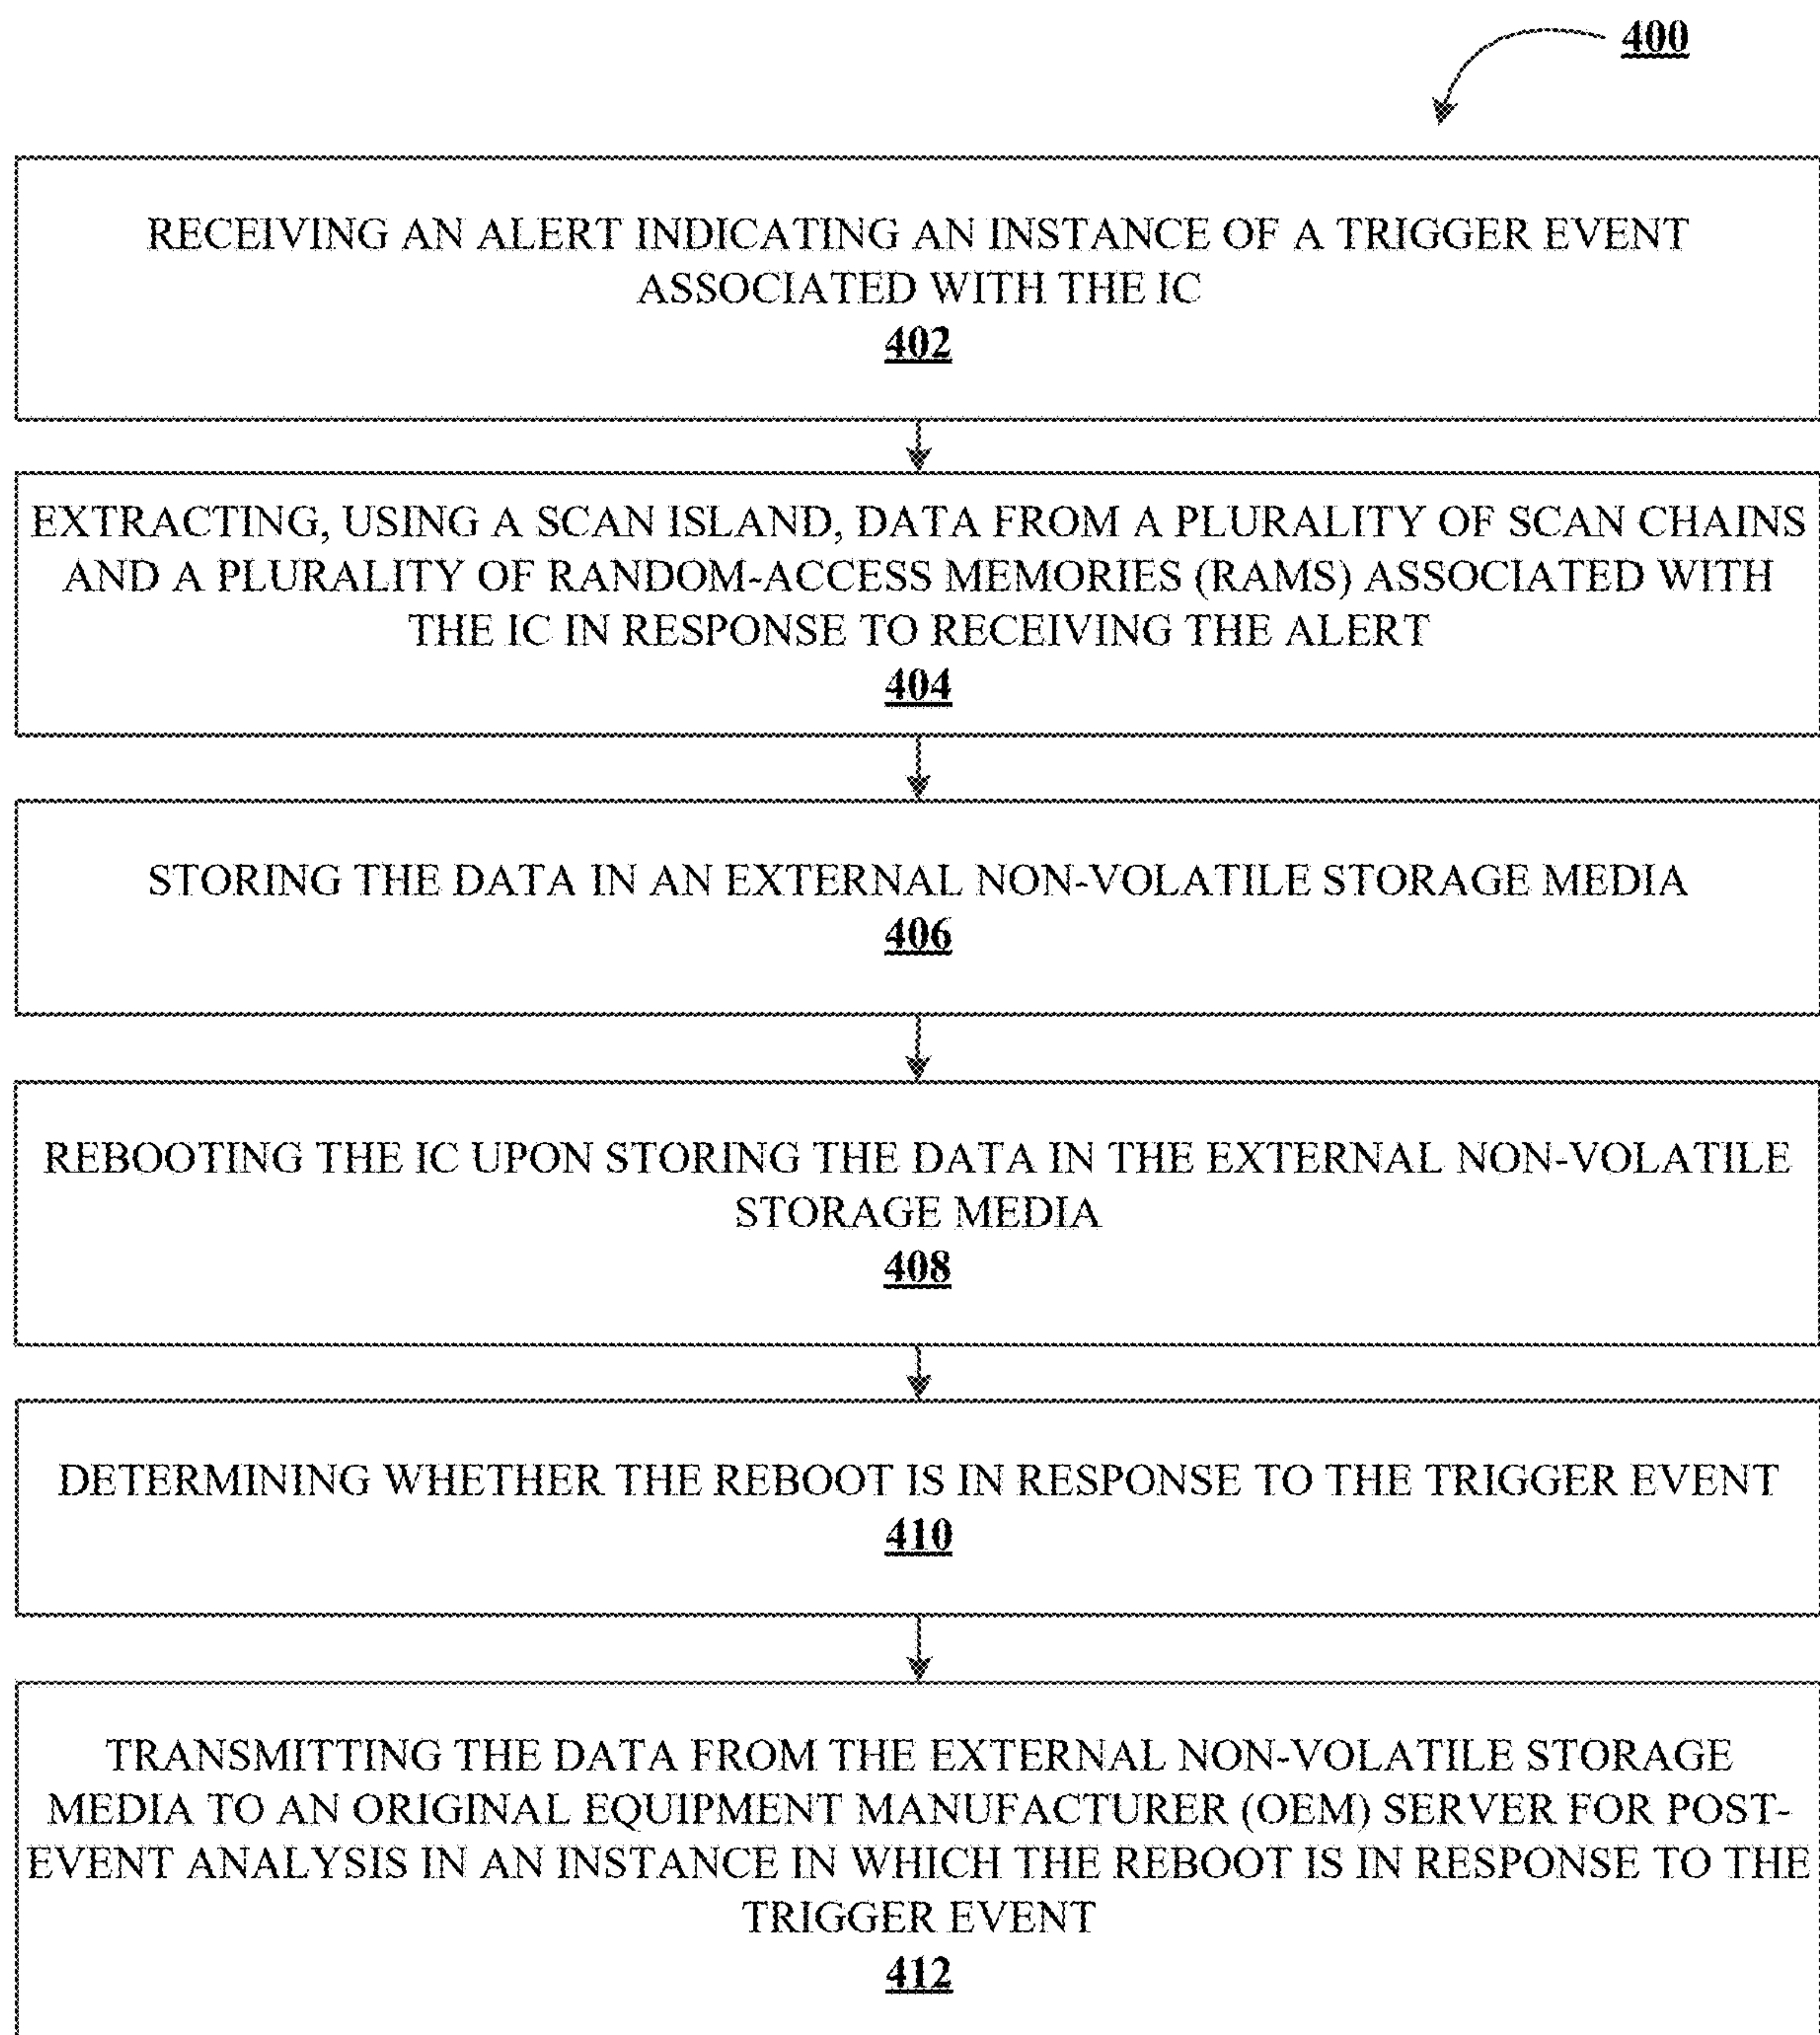 400
RECEIVING AN ALERT INDICATING AN INSTANCE OF A TRIGGER EVENT
ASSOCIATED WITH THE IC
402
EXTRACTING, USING A SCAN ISLAND, DATA FROM A PLURALITY OF SCAN CHAINS
AND A PLURALITY OF RANDOM-ACCESS MEMORIES (RAMS) ASSOCIATED WITH
THE IC IN RESPONSE TO RECEIVING THE ALERT
404
STORING THE DATA IN AN EXTERNAL NON-VOLATILE STORAGE MEDIA
406
REBOOTING THE IC UPON STORING THE DATA IN THE EXTERNAL NON-VOLATILE
STORAGE MEDIA
408
DETERMINING WHETHER THE REBOOT IS IN RESPONSE TO THE TRIGGER EVENT
410
TRANSMITTING THE DATA FROM THE EXTERNAL NON-VOLATILE STORAGE
MEDIA TO AN ORIGINAL EQUIPMENT MANUFACTURER (OEM) SERVER FOR POST-
EVENT ANALYSIS IN AN INSTANCE IN WHICH THE REBOOT IS IN RESPONSE TO THE
TRIGGER EVENT
412